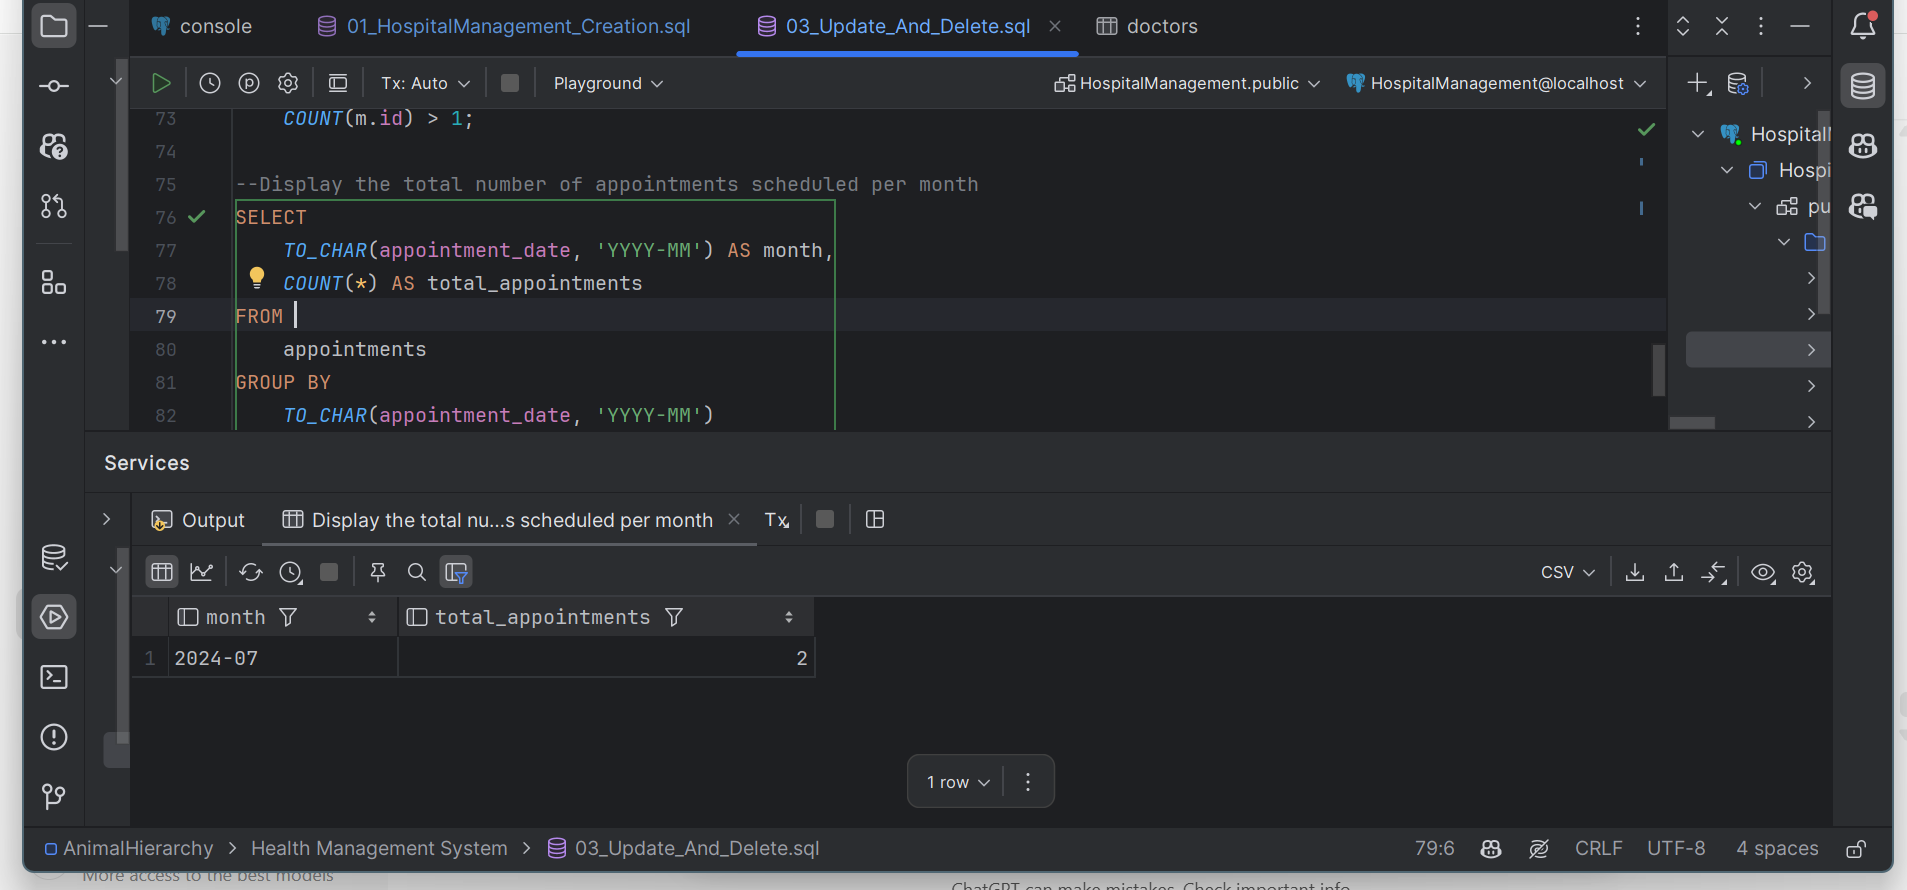 console
01_HospitalManagement_Creation.sql
03_Update_And_Delete.sql
doctors
Tx: Auto
Playground
HospitalManagement.public
HospitalManagement@localhost
73 COUNT(m.id) > 1;
74
75 --Display the total number of appointments scheduled per month
76 SELECT
77 TO_CHAR(appointment_date, 'YYYY-MM') AS month,
78 COUNT(*) AS total_appointments
79 FROM
80 appointments
81 GROUP BY
82 TO_CHAR(appointment_date, 'YYYY-MM')
Hospital
Hospi
pu
Services
Output
Display the total nu...s scheduled per month
Tx
CSV
month
total_appointments
1 2024-07 2
1 row
AnimalHierarchy > Health Management System > 03_Update_And_Delete.sql
79:6
CRLF
UTF-8
4 spaces
More access to the best models
ChatGPT can make mistakes. Check important info.